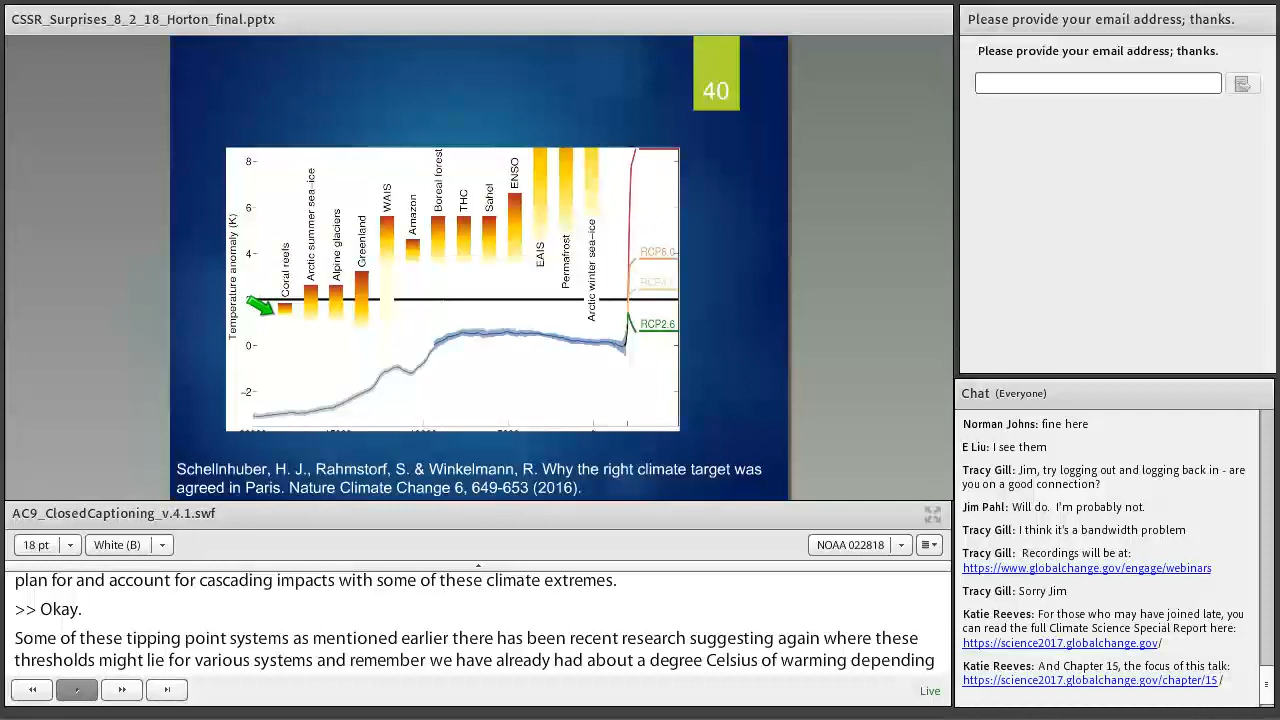 CSSR_Surprises_8_2_18_Horton_final.pptx
40
8
6
4
0
−2
Temperature anomaly (K)
Coral reels
Arctic summer sea−ice
Alpine glaciers
Greenland
WAIS
Amazon
Boreal forest
THC
Sahel
ENSO
EAIS
Permafrost
Arctic winter sea−ice
RCP6.0
RCP2.6
Schellnhuber, H. J., Rahmstorf, S. & Winkelmann, R. Why the right climate target was
agreed in Paris. Nature Climate Change 6, 649-653 (2016).
AC9_ClosedCaptioning_v.4.1.swf
18 pt
White (B)
NOAA 022818
plan for and account for cascading impacts with some of these climate extremes.
>> Okay.
Some of these tipping point systems as mentioned earlier there has been recent research suggesting again where these
thresholds might lie for various systems and remember we have already had about a degree Celsius of warming depending
Live
Please provide your email address; thanks.
Please provide your email address; thanks.
Chat (Everyone)
Norman Johns: fine here
E Liu: I see them
Tracy Gill: Jim, try logging out and logging back in - are
you on a good connection?
Jim Pahl: Will do. I'm probably not.
Tracy Gill: I think it's a bandwidth problem
Tracy Gill: Recordings will be at:
https://www.globalchange.gov/engage/webinars
Tracy Gill: Sorry Jim
Katie Reeves: For those who may have joined late, you
can read the full Climate Science Special Report here:
https://science2017.globalchange.gov/
Katie Reeves: And Chapter 15, the focus of this talk:
https://science2017.globalchange.gov/chapter/15/